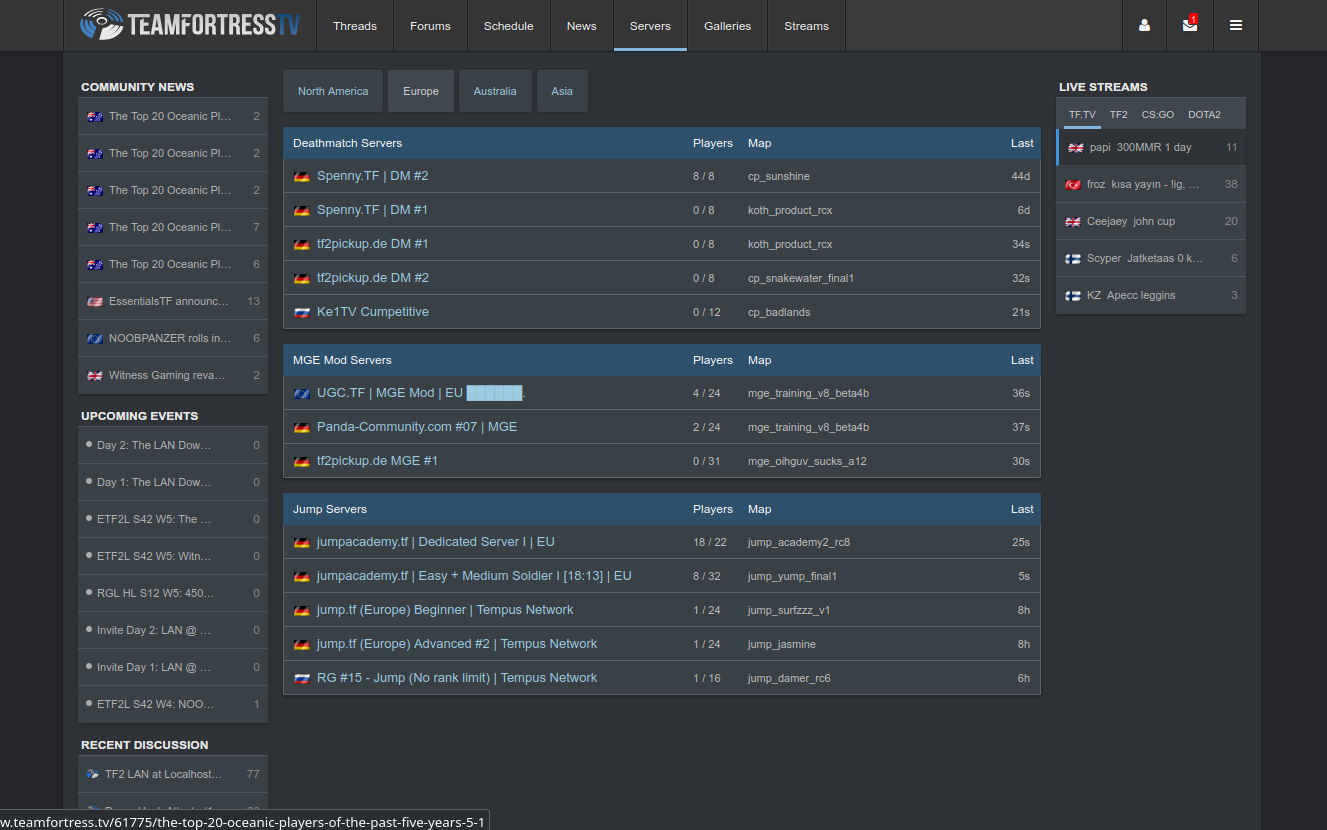 TEAMFORTRESSTV
Threads
Forums
Schedule
News
Servers
Galleries
Streams
1
COMMUNITY NEWS
The Top 20 Oceanic Pl... 2
The Top 20 Oceanic Pl... 2
The Top 20 Oceanic Pl... 2
The Top 20 Oceanic Pl... 7
The Top 20 Oceanic Pl... 6
EssentialsTF announc... 13
NOOBPANZER rolls in... 6
Witness Gaming reva... 2
UPCOMING EVENTS
Day 2: The LAN Dow... 0
Day 1: The LAN Dow... 0
ETF2L S42 W5: The ... 0
ETF2L S42 W5: Witn... 0
RGL HL S12 W5: 450... 0
Invite Day 2: LAN @ ... 0
Invite Day 1: LAN @ ... 0
ETF2L S42 W4: NOO... 1
RECENT DISCUSSION
TF2 LAN at Localhost... 77
North America
Europe
Australia
Asia
Deathmatch Servers Players Map Last
Spenny.TF | DM #2 8 / 8 cp_sunshine 44d
Spenny.TF | DM #1 0 / 8 koth_product_rcx 6d
tf2pickup.de DM #1 0 / 8 koth_product_rcx 34s
tf2pickup.de DM #2 0 / 8 cp_snakewater_final1 32s
Ke1TV Cumpetitive 0 / 12 cp_badlands 21s
MGE Mod Servers Players Map Last
UGC.TF | MGE Mod | EU ██████. 4 / 24 mge_training_v8_beta4b 36s
Panda-Community.com #07 | MGE 2 / 24 mge_training_v8_beta4b 37s
tf2pickup.de MGE #1 0 / 31 mge_oihguv_sucks_a12 30s
Jump Servers Players Map Last
jumpacademy.tf | Dedicated Server I | EU 18 / 22 jump_academy2_rc8 25s
jumpacademy.tf | Easy + Medium Soldier I [18:13] | EU 8 / 32 jump_yump_final1 5s
jump.tf (Europe) Beginner | Tempus Network 1 / 24 jump_surfzzz_v1 8h
jump.tf (Europe) Advanced #2 | Tempus Network 1 / 24 jump_jasmine 8h
RG #15 - Jump (No rank limit) | Tempus Network 1 / 16 jump_damer_rc6 6h
LIVE STREAMS
TF.TV TF2 CS:GO DOTA2
papi 300MMR 1 day 11
froz kısa yayın - !ig, ... 38
Ceejaey john cup 20
Scyper Jatketaas 0 k... 6
KZ Apecc leggins 3
w.teamfortress.tv/61775/the-top-20-oceanic-players-of-the-past-five-years-5-1